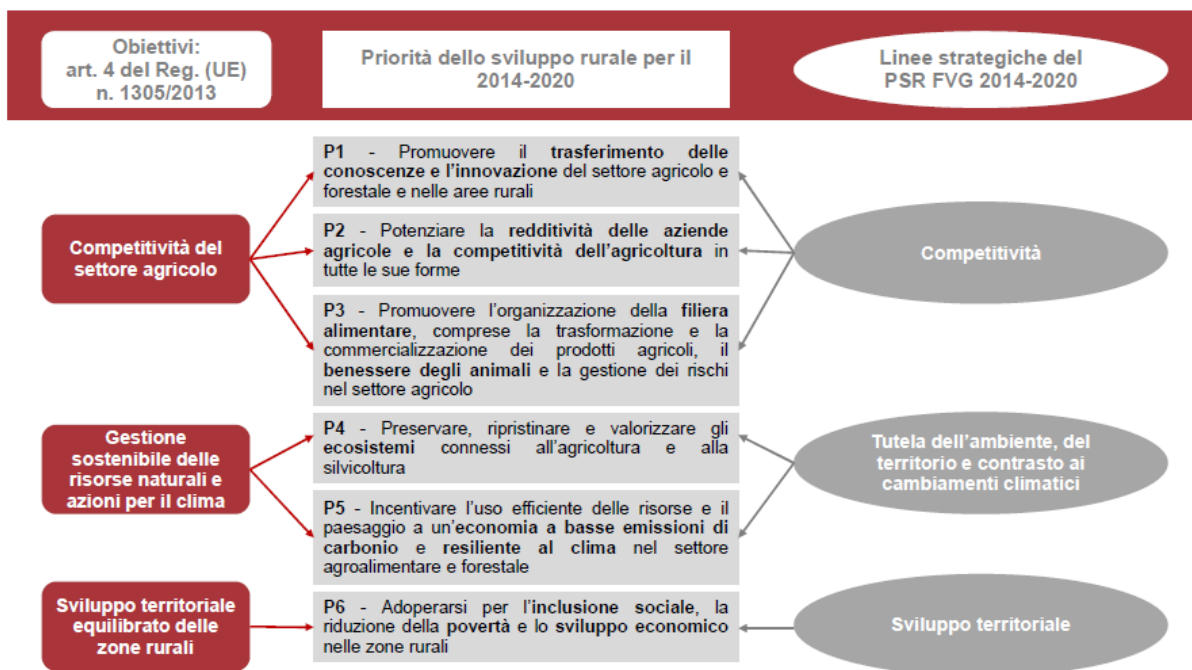 Obiettivi:
art. 4 del Reg. (UE)
n. 1305/2013
Priorità dello sviluppo rurale per il
2014-2020
Linee strategiche del
PSR FVG 2014-2020
Competitività del
settore agricolo
P1 - Promuovere il trasferimento delle
conoscenze e l'innovazione del settore agricolo e
forestale e nelle aree rurali
P2 - Potenziare la redditività delle aziende
agricole e la competitività dell'agricoltura in
tutte le sue forme
P3 - Promuovere l'organizzazione della filiera
alimentare, comprese la trasformazione e la
commercializzazione dei prodotti agricoli, il
benessere degli animali e la gestione dei rischi
nel settore agricolo
Competitività
Gestione
sostenibile delle
risorse naturali e
azioni per il clima
P4 - Preservare, ripristinare e valorizzare gli
ecosistemi connessi all'agricoltura e alla
silvicoltura
P5 - Incentivare l'uso efficiente delle risorse e il
paesaggio a un'economia a basse emissioni di
carbonio e resiliente al clima nel settore
agroalimentare e forestale
Tutela dell'ambiente, del
territorio e contrasto ai
cambiamenti climatici
Sviluppo territoriale
equilibrato delle
zone rurali
P6 - Adoperarsi per l'inclusione sociale, la
riduzione della povertà e lo sviluppo economico
nelle zone rurali
Sviluppo territoriale